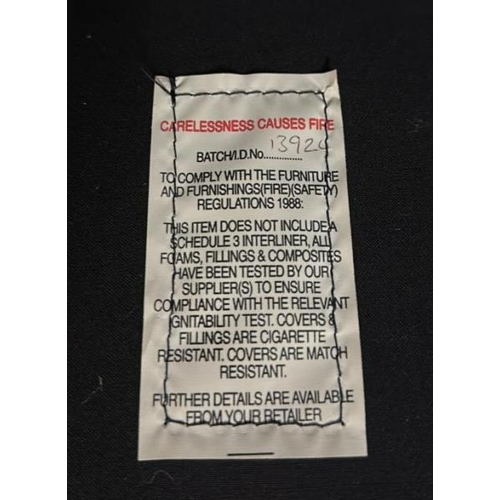 CARELESSNESS CAUSES FIRE
BATCH/I.D.No...............
TO COMPLY WITH THE FURNITURE
AND FURNISHINGS(FIRE)(SAFETY)
REGULATIONS 1988:
THIS ITEM DOES NOT INCLUDE A
SCHEDULE 3 INTERLINER, ALL
FOAMS, FILLINGS & COMPOSITES
HAVE BEEN TESTED BY OUR
SUPPLIER(S) TO ENSURE
COMPLIANCE WITH THE RELEVANT
IGNITABILITY TEST. COVERS &
FILLINGS ARE CIGARETTE
RESISTANT. COVERS ARE MATCH
RESISTANT.
FURTHER DETAILS ARE AVAILABLE
FROM YOUR RETAILER